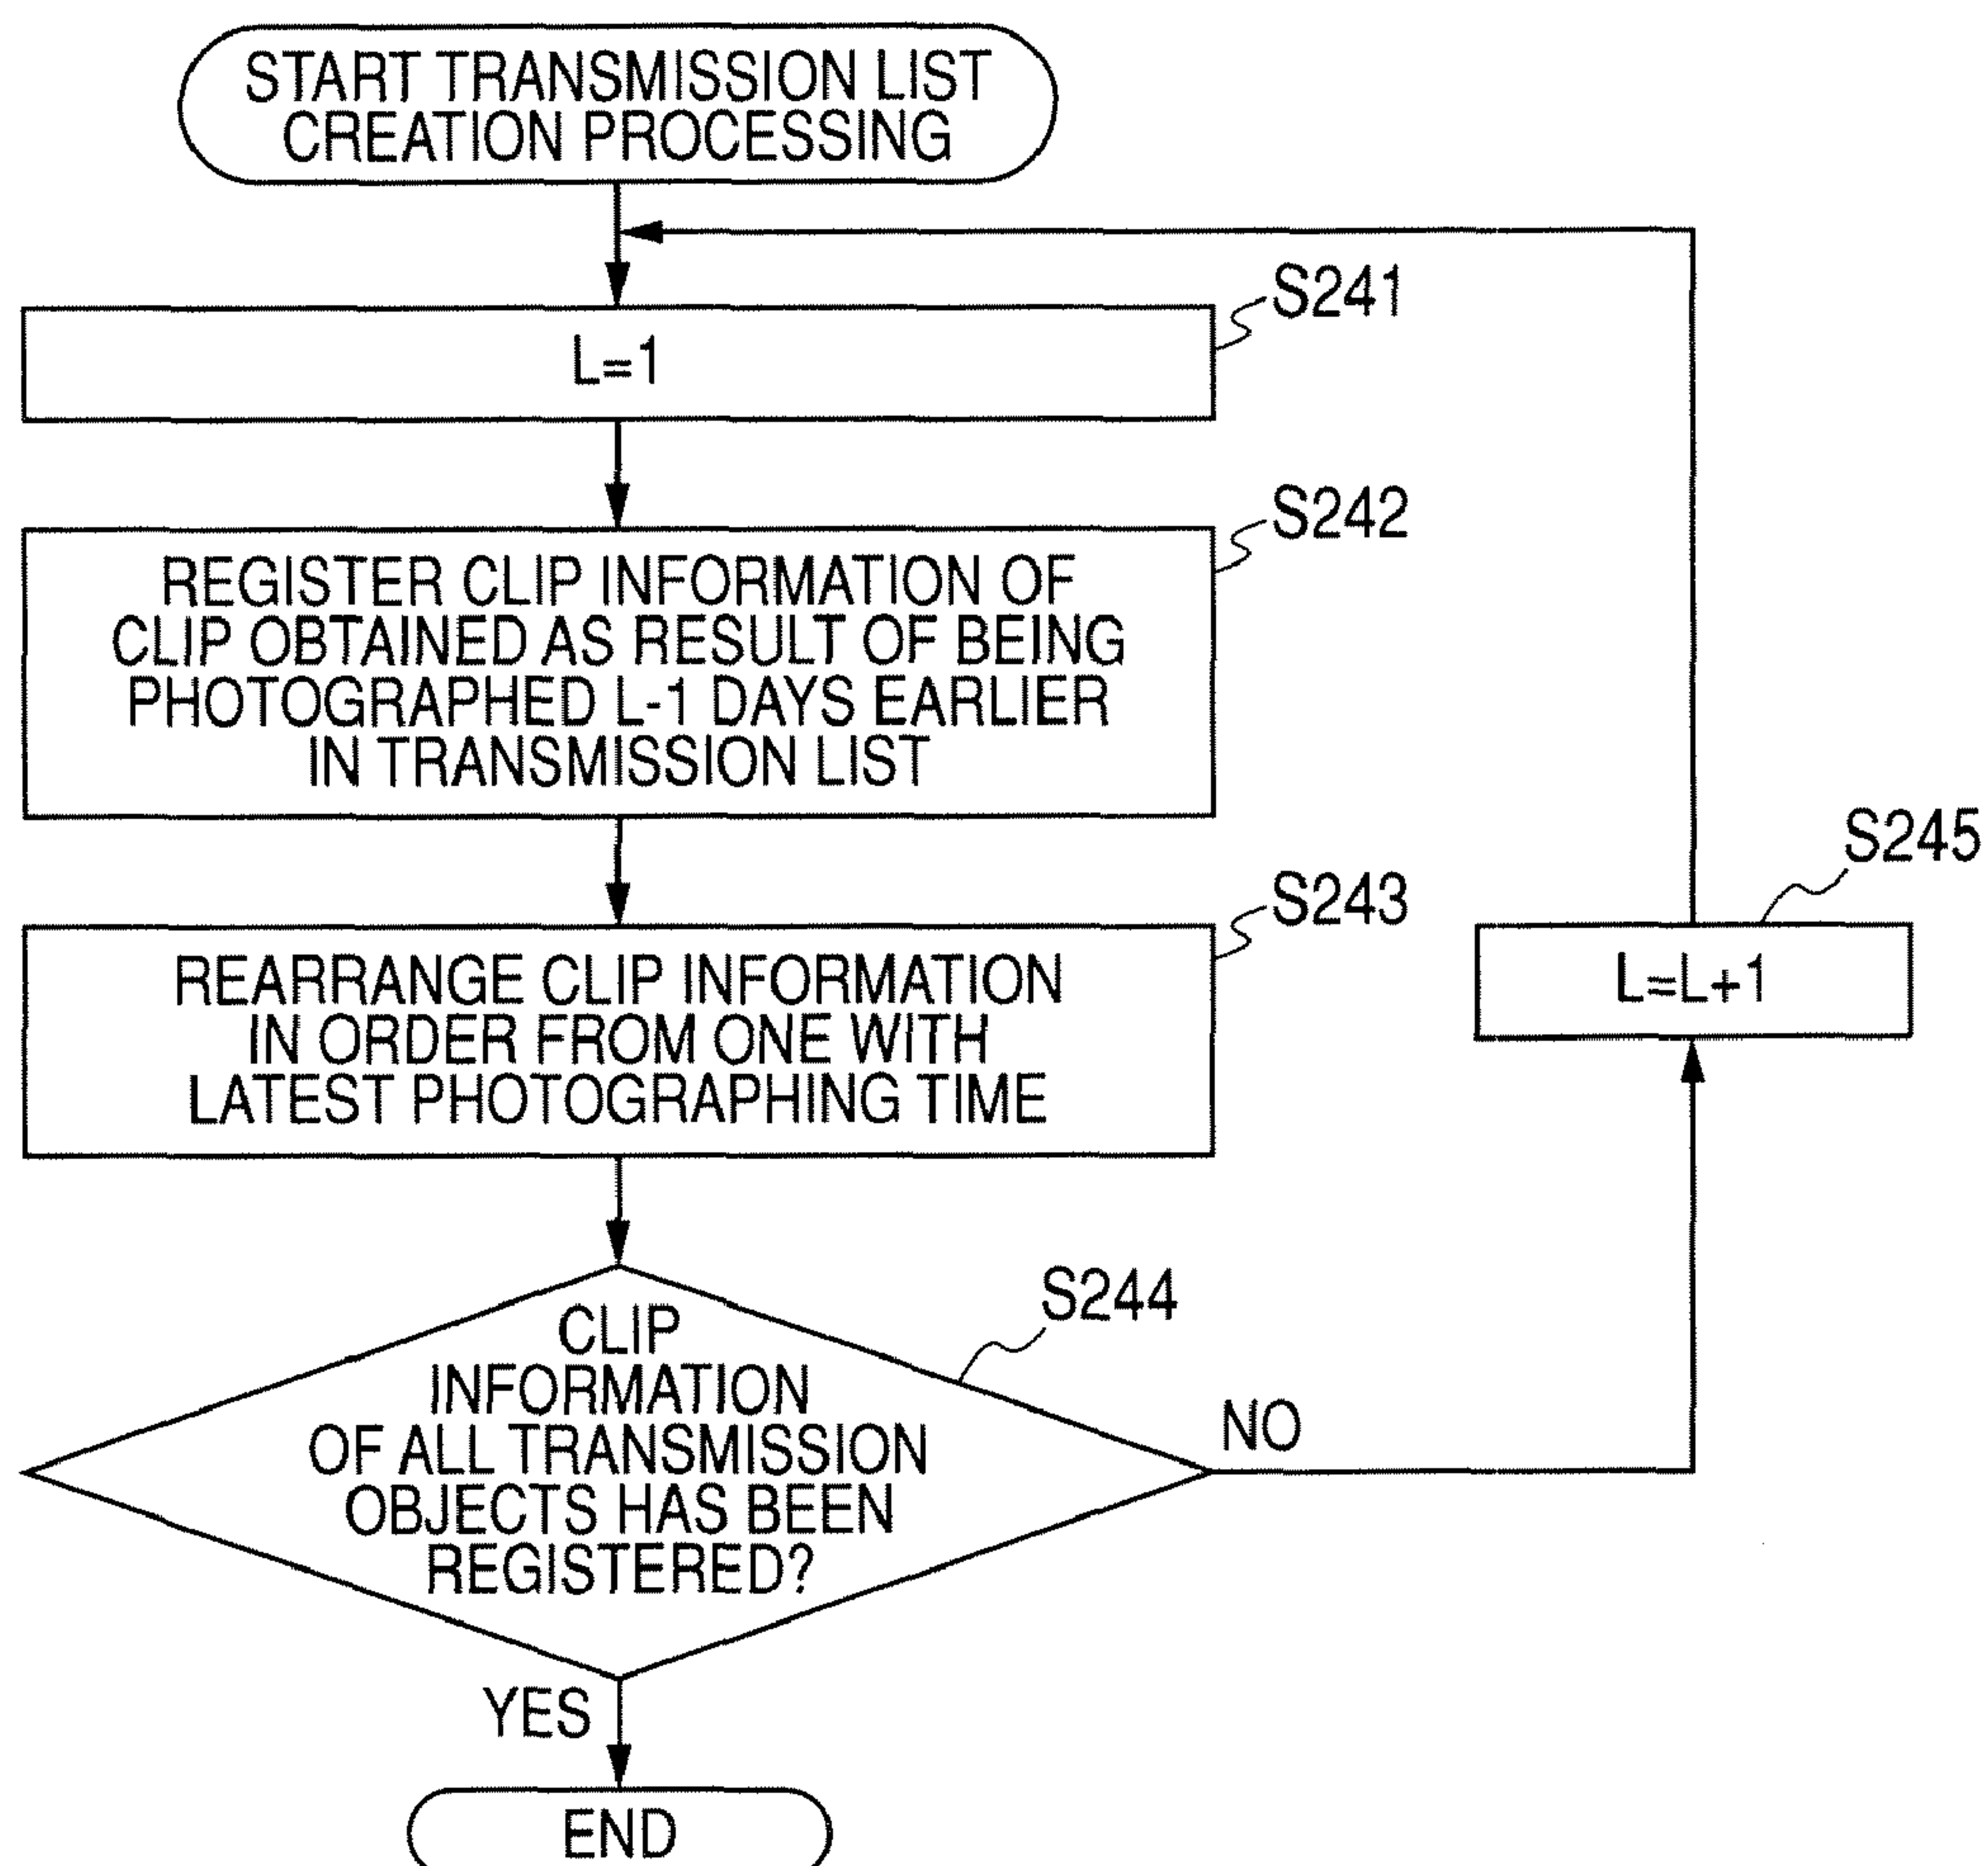 START TRANSMISSION LIST
CREATION PROCESSING
S241
L=1
S242
REGISTER CLIP INFORMATION OF
CLIP OBTAINED AS RESULT OF BEING
PHOTOGRAPHED L-1 DAYS EARLIER
IN TRANSMISSION LIST
S243
REARRANGE CLIP INFORMATION
IN ORDER FROM ONE WITH
LATEST PHOTOGRAPHING TIME
S245
L=L+1
S244
CLIP
INFORMATION
OF ALL TRANSMISSION
OBJECTS HAS BEEN
REGISTERED?
NO
YES
END